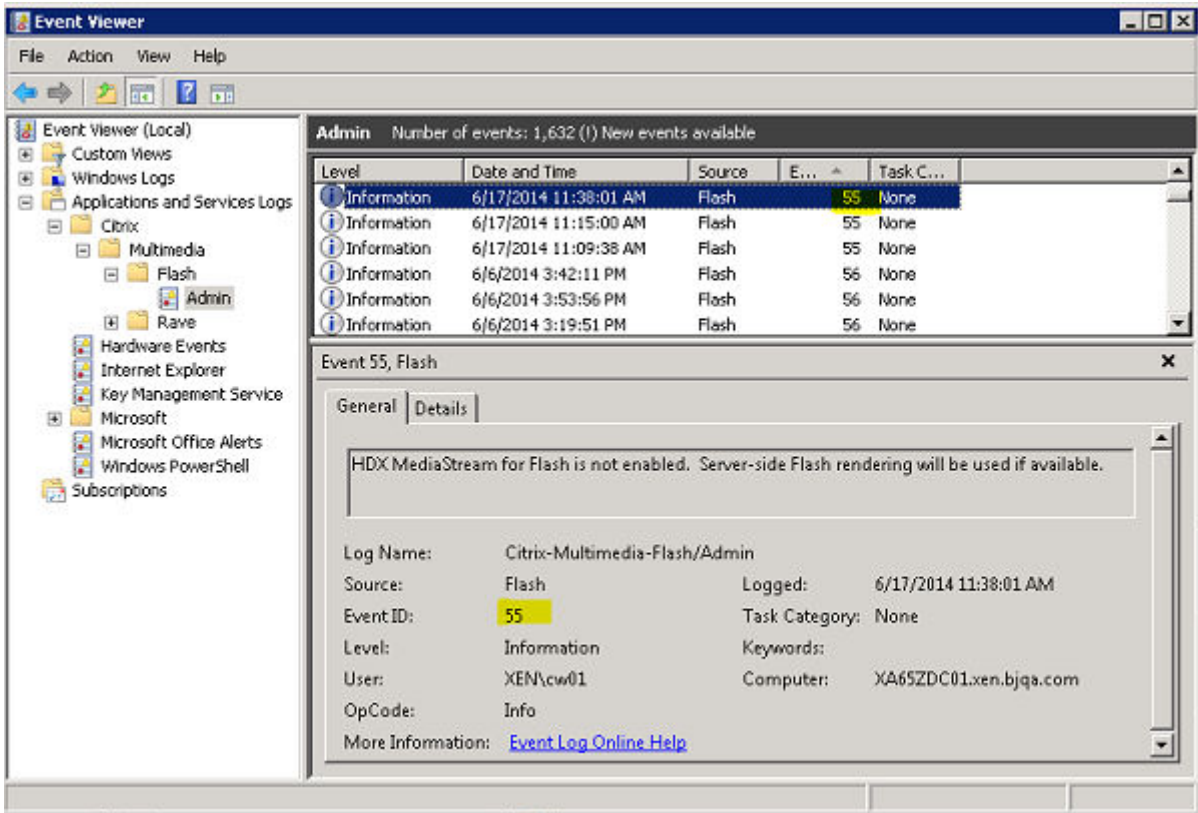 Event Viewer
File Action View Help
Event Viewer (Local)
Custom Views
Windows Logs
Applications and Services Logs
Citrix
Multimedia
Flash
Admin
Rave
Hardware Events
Internet Explorer
Key Management Service
Microsoft
Microsoft Office Alerts
Windows PowerShell
Subscriptions
Admin Number of events: 1,632 (!) New events available
Level Date and Time Source E... Task C...
Information 6/17/2014 11:38:01 AM Flash 55 None
Information 6/17/2014 11:15:00 AM Flash 55 None
Information 6/17/2014 11:09:38 AM Flash 55 None
Information 6/6/2014 3:42:11 PM Flash 56 None
Information 6/6/2014 3:53:56 PM Flash 56 None
Information 6/6/2014 3:19:51 PM Flash 56 None
Event 55, Flash
General Details
HDX MediaStream for Flash is not enabled. Server-side Flash rendering will be used if available.
Log Name: Citrix-Multimedia-Flash/Admin
Source: Flash Logged: 6/17/2014 11:38:01 AM
Event ID: 55 Task Category: None
Level: Information Keywords:
User: XEN\cw01 Computer: XA65ZDC01.xen.bjqa.com
OpCode: Info
More Information: Event Log Online Help